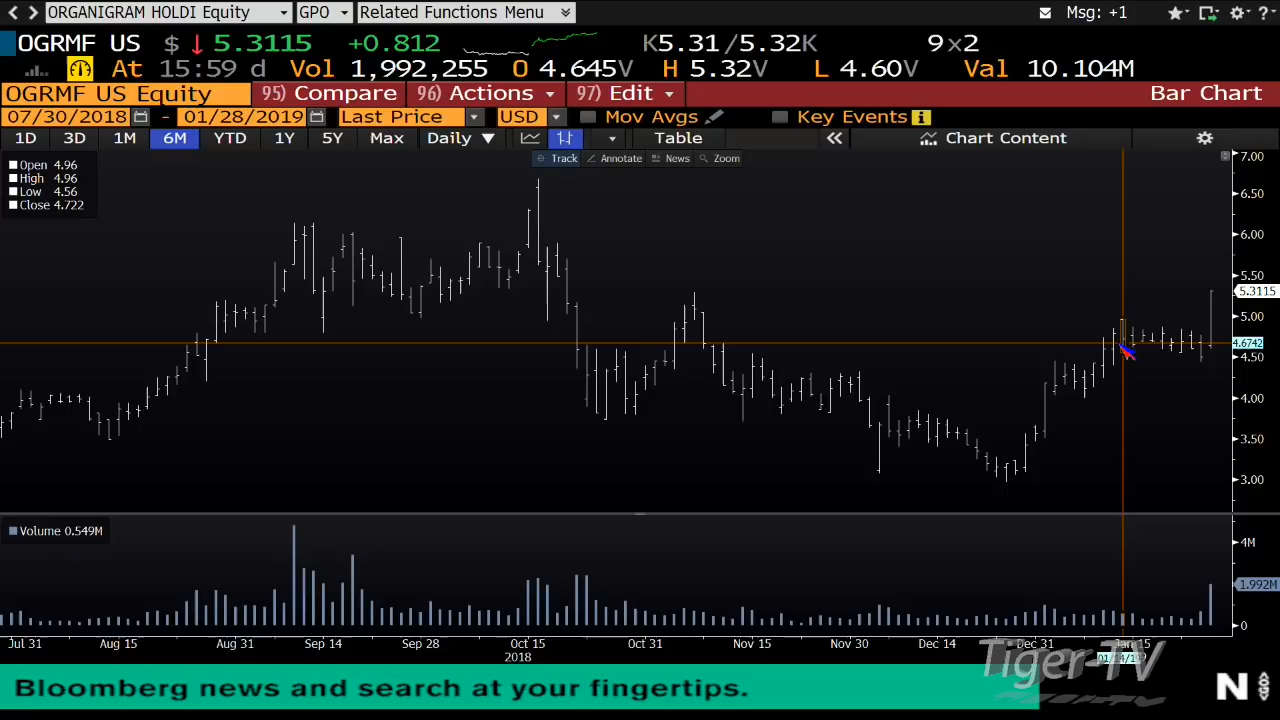 ORGANIGRAM HOLDI Equity GPO Related Functions Menu Msg: +1
OGRMF US $ 5.3115 +0.812 K5.31/5.32K 9x2
At 15:59 d Vol 1,992,255 O 4.645V H 5.32V L 4.60V Val 10.104M
OGRMF US Equity 95) Compare 96) Actions 97) Edit Bar Chart
07/30/2018 - 01/28/2019 Last Price USD Mov Avgs Key Events
1D 3D 1M 6M YTD 1Y 5Y Max Daily Table Chart Content
Track Annotate News Zoom
Open 4.96
High 4.96
Low 4.56
Close 4.722
7.00
6.50
6.00
5.50
5.3115
5.00
4.6742
4.50
4.00
3.50
3.00
Volume 0.549M
4M
1.992M
0
Jul 31 Aug 15 Aug 31 Sep 14 Sep 28 Oct 15 Oct 31 Nov 15 Nov 30 Dec 14 Dec 31 Jan 15
2018
Tiger-TV
Bloomberg news and search at your fingertips.
N